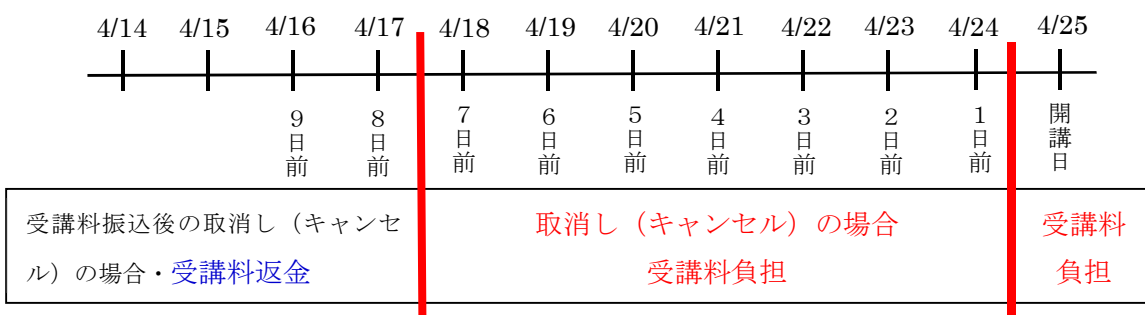 4/14 4/15 4/16 4/17 4/18 4/19 4/20 4/21 4/22 4/23 4/24 4/25
9日前
8日前
7日前
6日前
5日前
4日前
3日前
2日前
1日前
開講日
受講料振込後の取消し（キャンセ
ル）の場合・受講料返金
取消し（キャンセル）の場合
受講料負担
受講料
負担